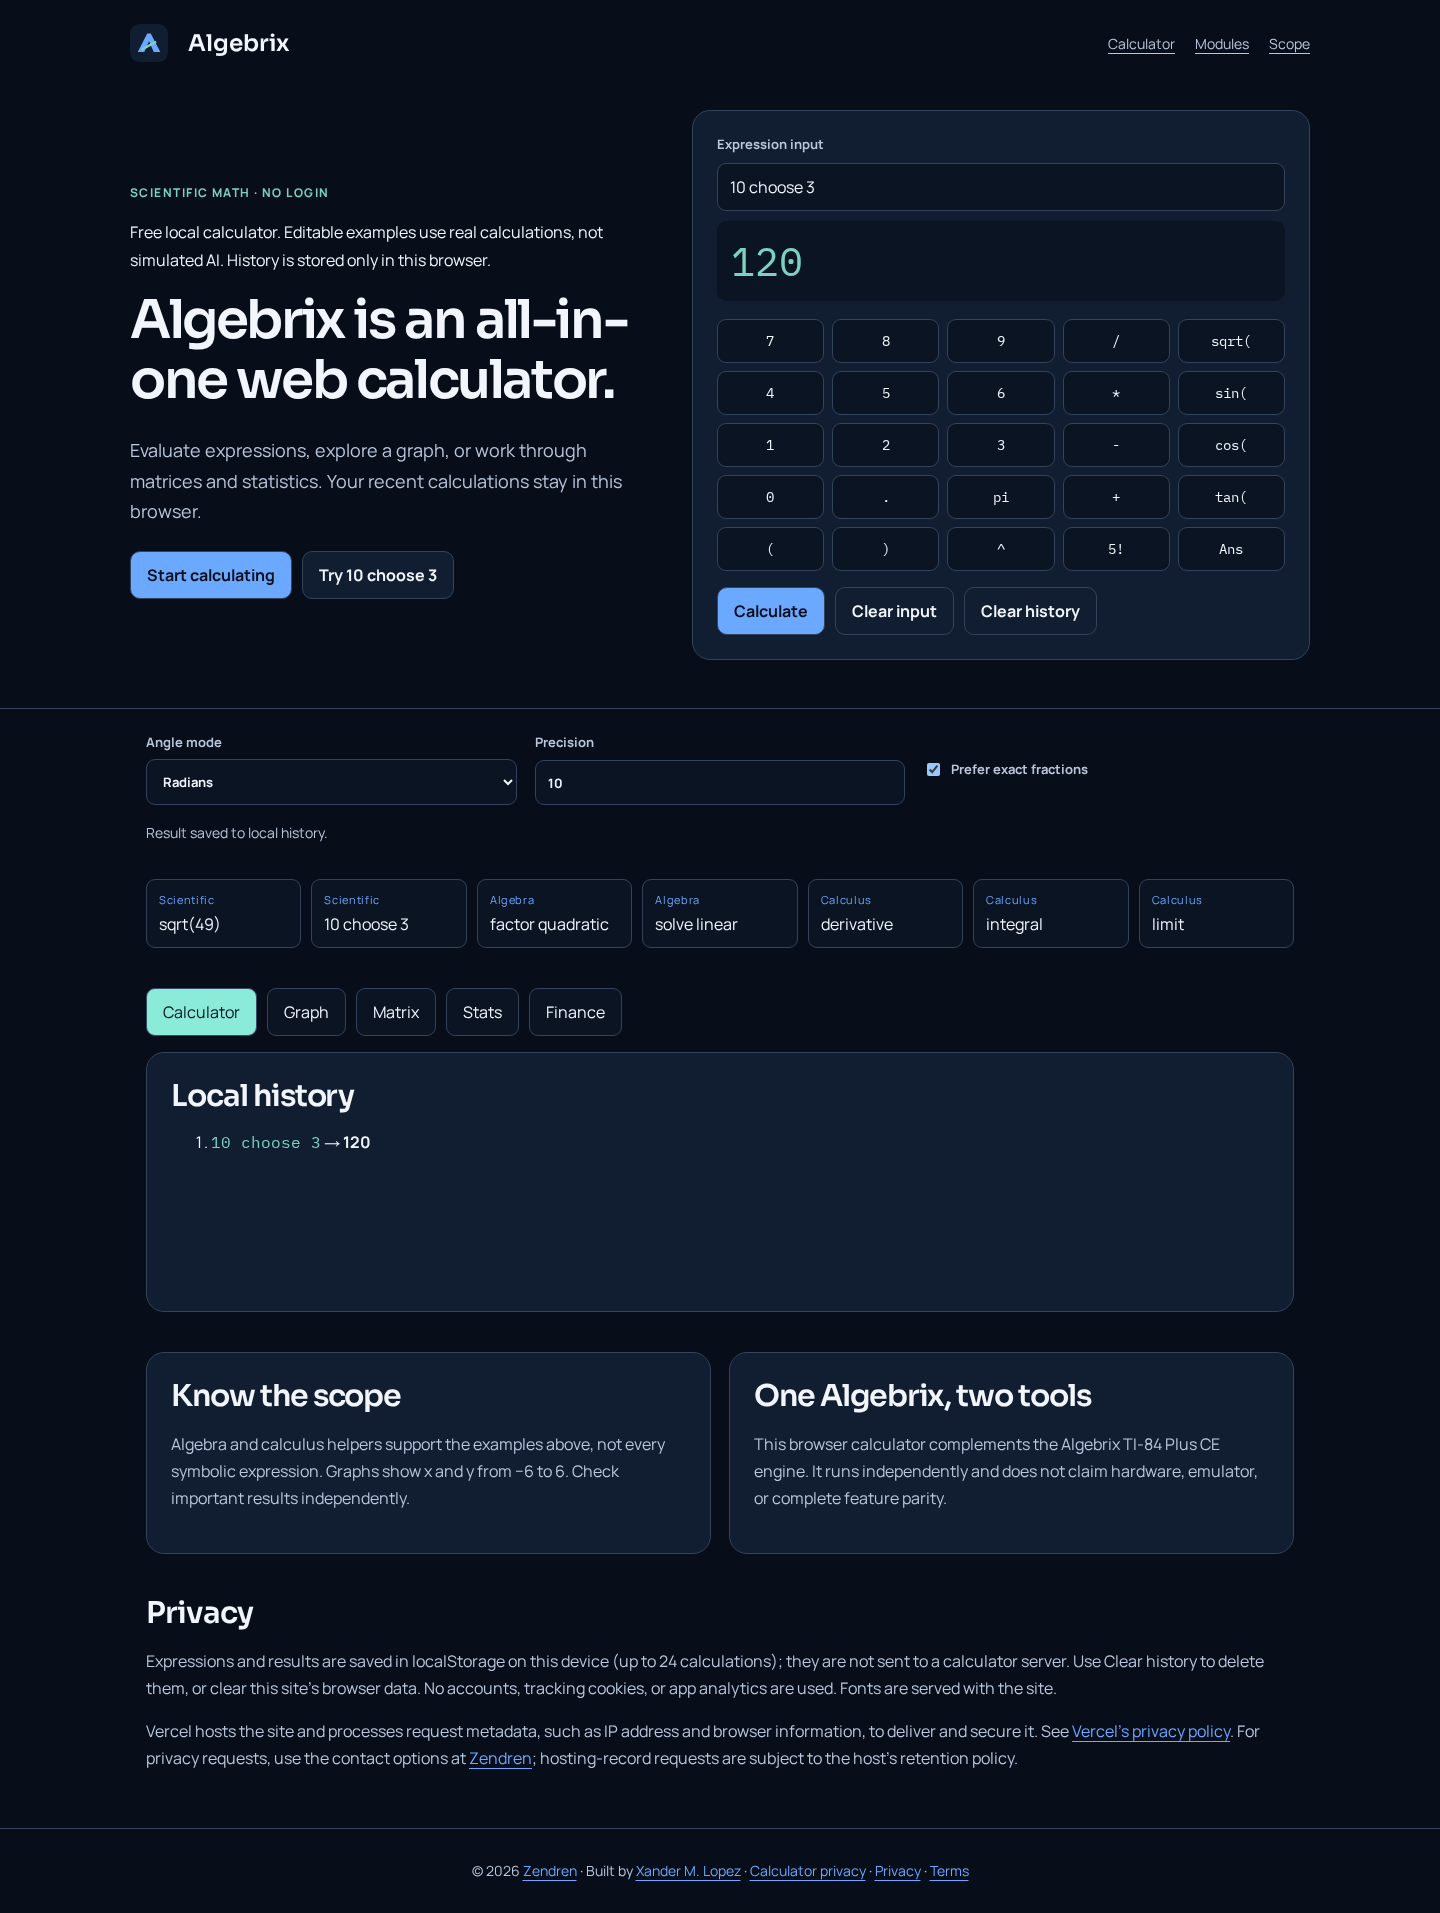 Algebrix
Calculator Modules Scope
SCIENTIFIC MATH · NO LOGIN
Free local calculator. Editable examples use real calculations, not
simulated AI. History is stored only in this browser.
Algebrix is an all-in-
one web calculator.
Evaluate expressions, explore a graph, or work through
matrices and statistics. Your recent calculations stay in this
browser.
Start calculating Try 10 choose 3
Expression input
10 choose 3
120
7 8 9 / sqrt(
4 5 6 * sin(
1 2 3 - cos(
0 . pi + tan(
( ) ^ 5! Ans
Calculate Clear input Clear history
Angle mode Precision
Radians 10 Prefer exact fractions
Result saved to local history.
Scientific Scientific Algebra Algebra Calculus Calculus Calculus
sqrt(49) 10 choose 3 factor quadratic solve linear derivative integral limit
Calculator Graph Matrix Stats Finance
Local history
1. 10 choose 3 → 120
Know the scope
Algebra and calculus helpers support the examples above, not every
symbolic expression. Graphs show x and y from −6 to 6. Check
important results independently.
One Algebrix, two tools
This browser calculator complements the Algebrix TI-84 Plus CE
engine. It runs independently and does not claim hardware, emulator,
or complete feature parity.
Privacy
Expressions and results are saved in localStorage on this device (up to 24 calculations); they are not sent to a calculator server. Use Clear history to delete
them, or clear this site's browser data. No accounts, tracking cookies, or app analytics are used. Fonts are served with the site.
Vercel hosts the site and processes request metadata, such as IP address and browser information, to deliver and secure it. See Vercel's privacy policy. For
privacy requests, use the contact options at Zendren; hosting-record requests are subject to the host's retention policy.
© 2026 Zendren · Built by Xander M. Lopez · Calculator privacy · Privacy · Terms